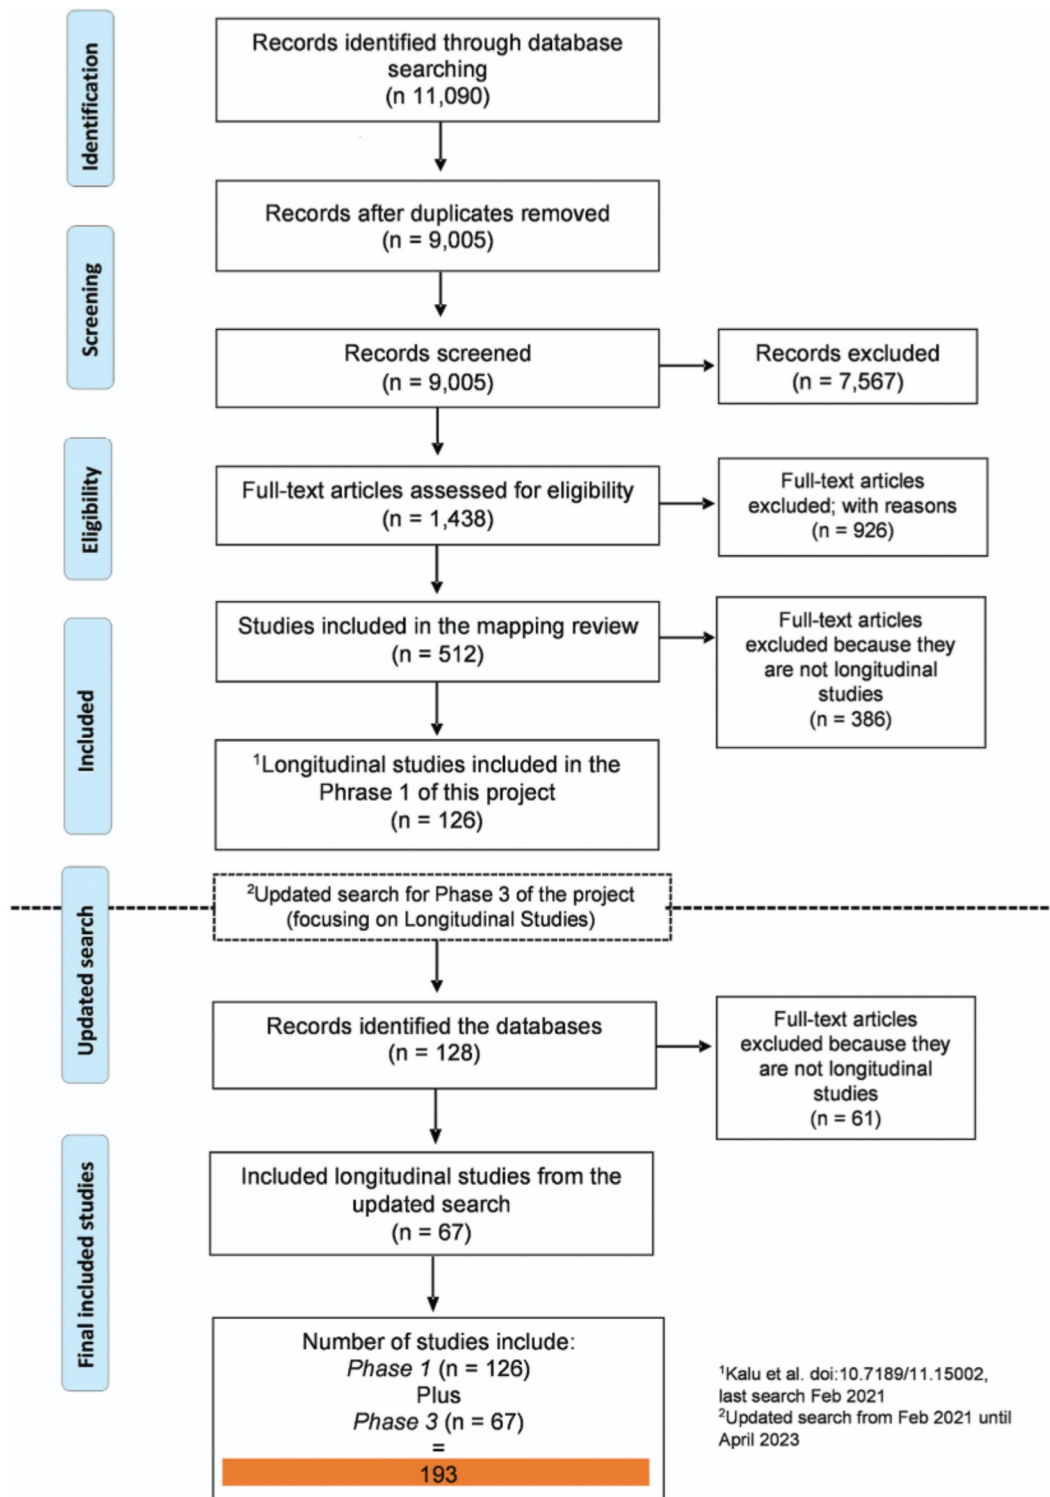 Identification
Records identified through database
searching
(n 11,090)
Records after duplicates removed
(n = 9,005)
Screening
Records screened
(n = 9,005)
Records excluded
(n = 7,567)
Eligibility
Full-text articles assessed for eligibility
(n = 1,438)
Full-text articles
excluded; with reasons
(n = 926)
Included
Studies included in the mapping review
(n = 512)
Full-text articles
excluded because they
are not longitudinal
studies
(n = 386)
¹Longitudinal studies included in the
Phrase 1 of this project
(n = 126)
Updated search
²Updated search for Phase 3 of the project
(focusing on Longitudinal Studies)
Records identified the databases
(n = 128)
Full-text articles
excluded because they
are not longitudinal
studies
(n = 61)
Final included studies
Included longitudinal studies from the
updated search
(n = 67)
Number of studies include:
Phase 1 (n = 126)
Plus
Phase 3 (n = 67)
=
193
¹Kalu et al. doi:10.7189/11.15002,
last search Feb 2021
²Updated search from Feb 2021 until
April 2023